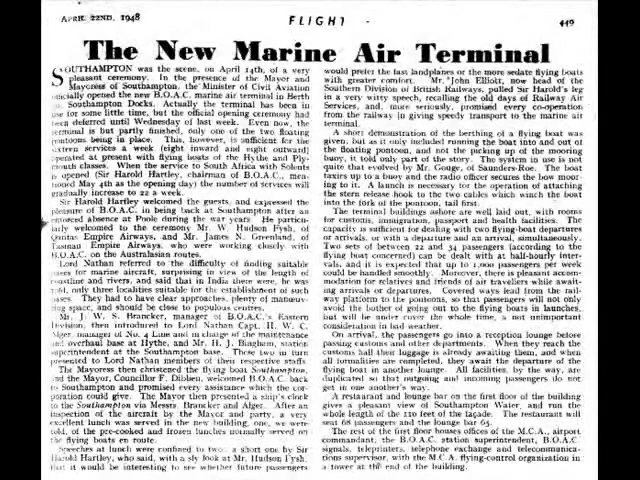 APRIL 22ND, 1948
FLIGHT
449
The New Marine Air Terminal
SOUTHAMPTON was the scene, on April 14th, of a very
pleasant ceremony. In the presence of the Mayor and
Mayoress of Southampton, the Minister of Civil Aviation
officially opened the new B.O.A.C. marine air terminal in Berth
Southampton Docks. Actually the terminal has been in
use for some little time, but the official opening ceremony had
been deferred until Wednesday of last week. Even now, the
terminal is but partly finished, only one of the two floating
pontoons being in place. This, however, is sufficient for the
sixteen services a week (eight inward and eight outward)
operated at present with flying boats of the Hythe and Ply-
mouth classes. When the service to South Africa with Solents
is opened (Sir Harold Hartley, chairman of B.O.A.C., men-
tioned May 4th as the opening day) the number of services will
gradually increase to 22 a week.
Sir Harold Hartley welcomed the guests, and expressed the
pleasure of B.O.A.C. in being back at Southampton after an
enforced absence at Poole during the war years. He particu-
larly welcomed to the ceremony Mr. W. Hudson Fysh, of
Qantas Empire Airways, and Mr. James N. Greenland, of
Tasman Empire Airways, who were working closely with
B.O.A.C. on the Australasian routes.
Lord Nathan referred to the difficulty of finding suitable
bases for marine aircraft, surprising in view of the length of
coastline and rivers, and said that in India there were, he was
told, only three localities suitable for the establishment of such
bases. They had to have clear approaches, plenty of manœuv-
ring space, and should be close to populous centres.
Mr. J. W. S. Brancker, manager of B.O.A.C.'s Eastern
Division, then introduced to Lord Nathan Capt. H. W. C.
Alger, manager of No. 4 Line and in charge of the maintenance
and overhaul base at Hythe, and Mr. H. J. Bingham, station
superintendent at the Southampton base. These two in turn
presented to Lord Nathan members of their respective staffs.
The Mayoress then christened the flying boat Southampton,
and the Mayor, Councillor F. Dibben, welcomed B.O.A.C. back
to Southampton and promised every assistance which the cor-
poration could give. The Mayor then presented a ship's clock
to the Southampton via Messrs. Brancker and Alger. After an
inspection of the aircraft by the Mayor and party, a very
excellent lunch was served in the new building, one, we were
told, of the pre-cooked and frozen lunches normally served on
the flying boats en route.
Speeches at lunch were confined to two: a short one by Sir
Harold Hartley, who said, with a sly look at Mr. Hudson Fysh,
that it would be interesting to see whether future passengers
would prefer the fast landplanes or the more sedate flying boats
with greater comfort. Mr. John Elliott, now head of the
Southern Division of British Railways, pulled Sir Harold's leg
in a very witty speech, recalling the old days of Railway Air
Services, and, more seriously, promised every co-operation
from the railway in giving speedy transport to the marine air
terminal.
A short demonstration of the berthing of a flying boat was
given, but as it only included running the boat into and out of
the floating pontoon, and not the picking up of the mooring
buoy, it told only part of the story. The system in use is not
quite that evolved by Mr. Gouge, of Saunders-Roe. The boat
taxies up to a buoy and the radio officer secures the bow moor-
ing to it. A launch is necessary for the operation of attaching
the stern release hook to the two cables which winch the boat
into the fork of the pontoon, tail first.
The terminal buildings ashore are well laid out, with rooms
for customs, immigration, passport and health facilities. The
capacity is sufficient for dealing with two flying-boat departures
or arrivals, or with a departure and an arrival, simultaneously.
Two sets of between 22 and 34 passengers (according to the
flying boat concerned) can be dealt with at half-hourly inter-
vals, and it is expected that up to 1,000 passengers per week
could be handled smoothly. Moreover, there is pleasant accom-
modation for relatives and friends of air travellers while await-
ing arrivals or departures. Covered ways lead from the rail-
way platform to the pontoons, so that passengers will not only
avoid the bother of going out to the flying boats in launches,
but will be under cover the whole time, a not unimportant
consideration in bad weather.
On arrival, the passengers go into a reception lounge before
passing customs and other departments. When they reach the
customs hall their luggage is already awaiting them, and when
all formalities are completed, they await the departure of the
flying boat in another lounge. All facilities, by the way, are
duplicated so that outgoing and incoming passengers do not
get in one another's way.
A restaurant and lounge bar on the first floor of the building
gives a pleasant view of Southampton Water, and run the
whole length of the 210 feet of the façade. The restaurant will
seat 68 passengers and the lounge bar 65.
The rest of the first floor houses offices of the M.C.A., airport
commandant, the B.O.A.C. station superintendent, B.O.A.C.
signals, teleprinters, telephone exchange and telecommunica-
tions supervisor, with the M.C.A. flying-control organization in
a tower at the end of the building.